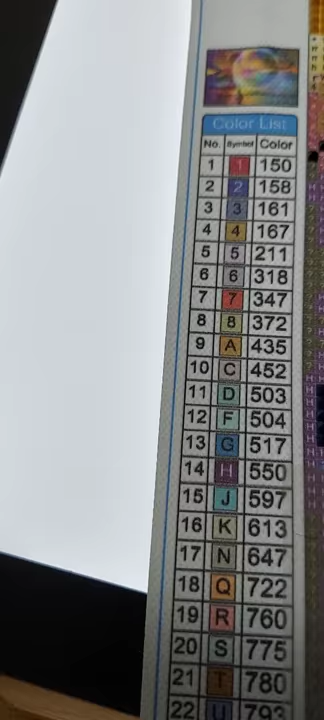 Color List
No. Symbol Color
1 1 150
2 2 158
3 3 161
4 4 167
5 5 211
6 6 318
7 7 347
8 8 372
9 A 435
10 C 452
11 D 503
12 F 504
13 G 517
14 H 550
15 J 597
16 K 613
17 N 647
18 Q 722
19 R 760
20 S 775
21 T 780
22 U 793